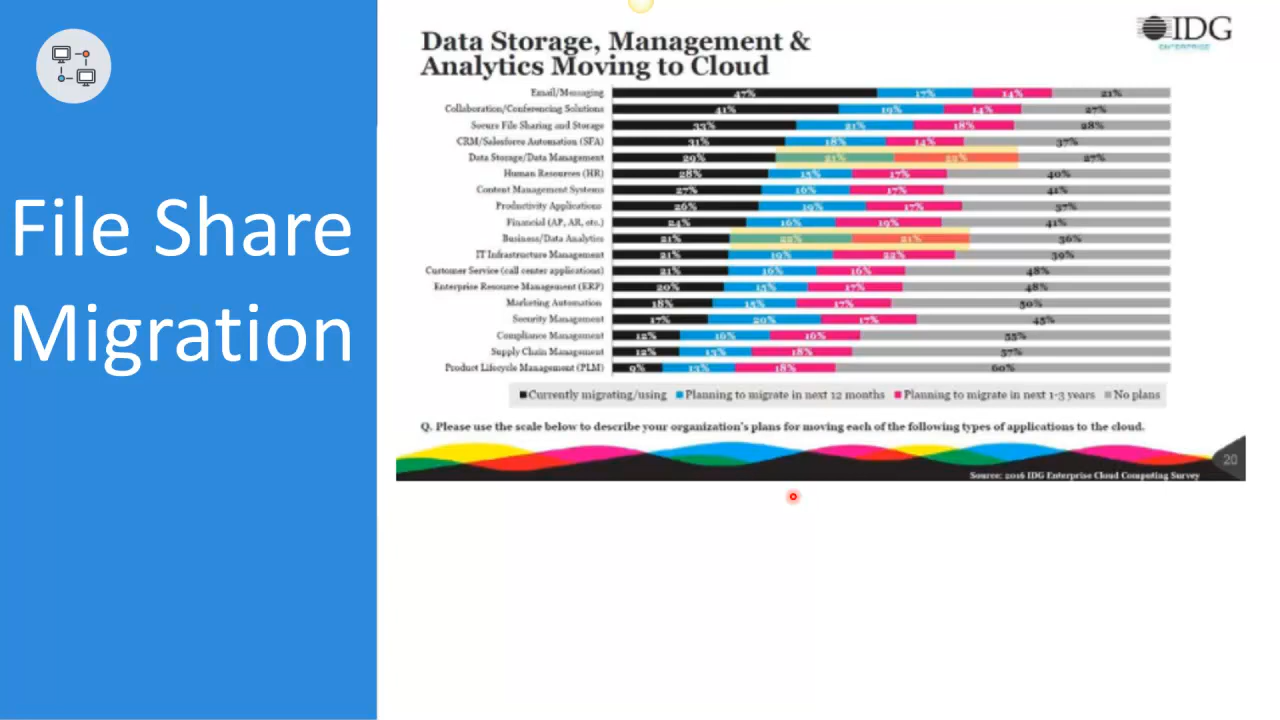 File Share
Migration
IDG
ENTERPRISE
Data Storage, Management &
Analytics Moving to Cloud
Email/Messaging 47% 17% 14% 21%
Collaboration/Conferencing Solutions 41% 19% 14% 27%
Secure File Sharing and Storage 33% 21% 18% 28%
CRM/Salesforce Automation (SFA) 31% 18% 14% 37%
Data Storage/Data Management 29% 21% 22% 27%
Human Resources (HR) 28% 15% 17% 40%
Content Management Systems 27% 16% 17% 41%
Productivity Applications 26% 19% 17% 37%
Financial (AP, AR, etc.) 24% 16% 19% 41%
Business/Data Analytics 21% 22% 21% 36%
IT Infrastructure Management 21% 19% 22% 39%
Customer Service (call center applications) 21% 16% 16% 48%
Enterprise Resource Management (ERP) 20% 15% 17% 48%
Marketing Automation 18% 15% 17% 50%
Security Management 17% 20% 17% 45%
Compliance Management 12% 16% 16% 55%
Supply Chain Management 12% 13% 18% 57%
Product Lifecycle Management (PLM) 9% 13% 18% 60%
Currently migrating/using Planning to migrate in next 12 months Planning to migrate in next 1-3 years No plans
Q. Please use the scale below to describe your organization's plans for moving each of the following types of applications to the cloud.
20
Source: 2016 IDG Enterprise Cloud Computing Survey